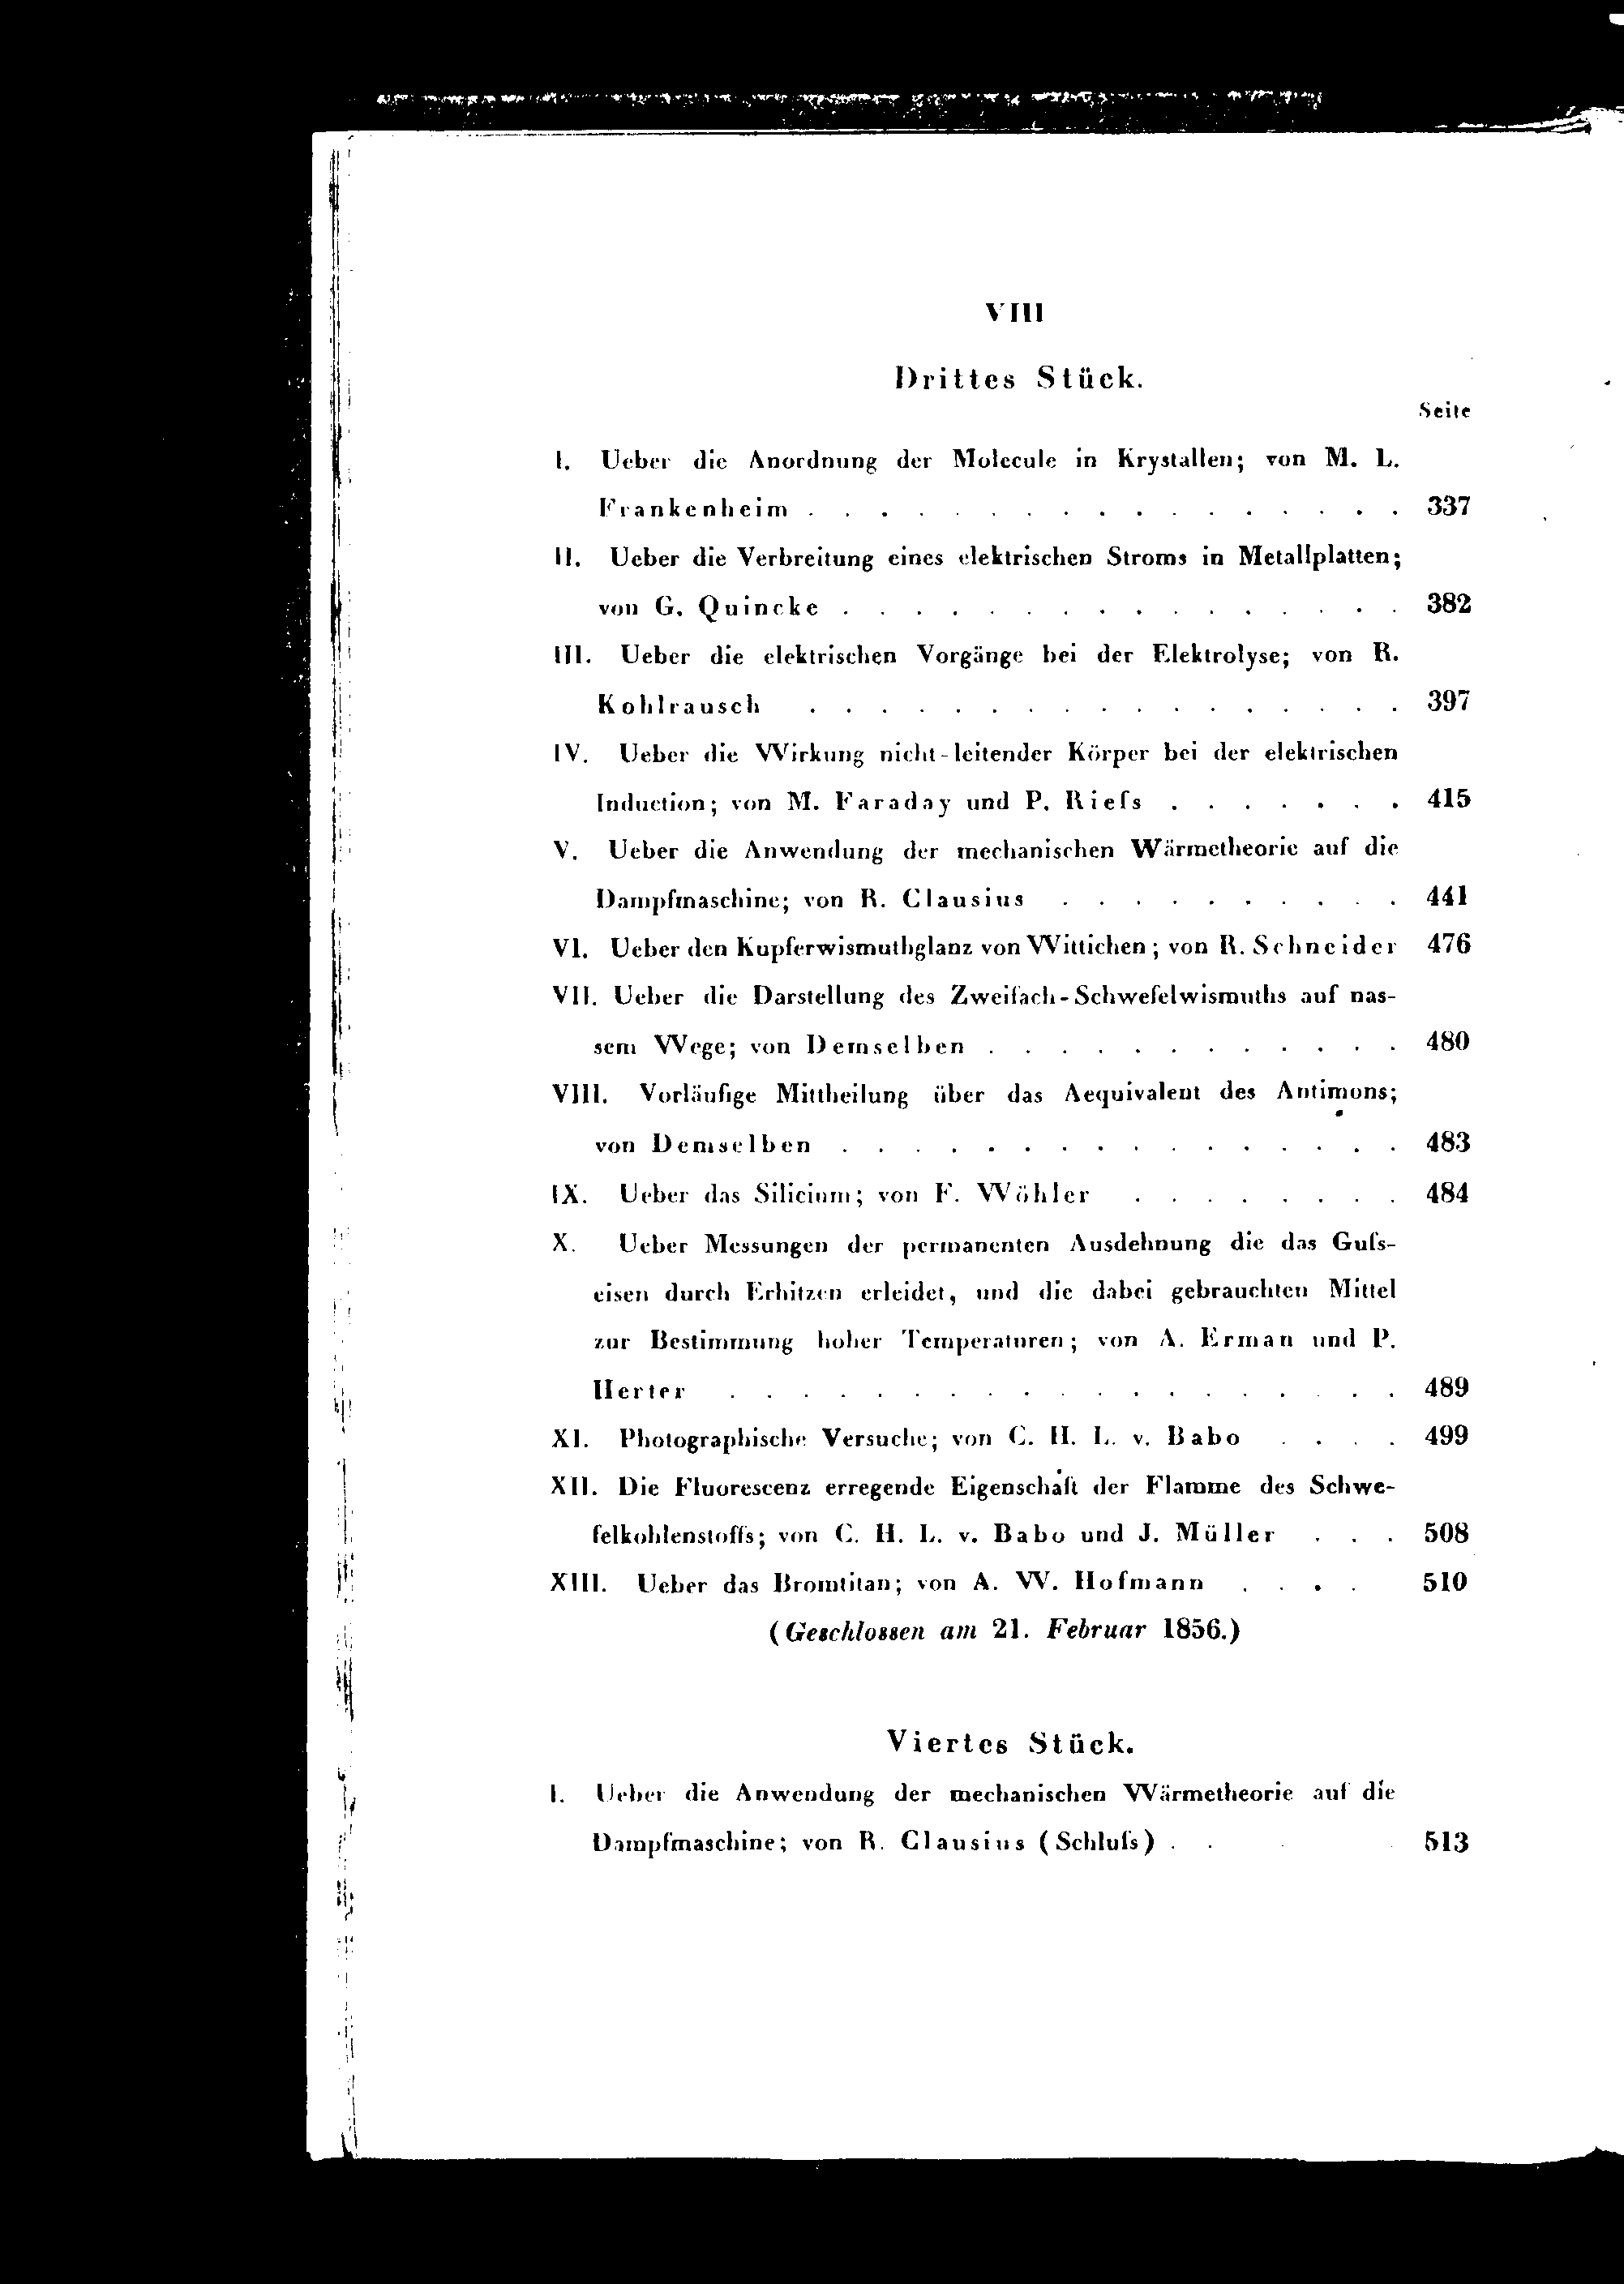 VIII
Drittes Stück.
Seite
I. Ueber die Anordnung der Molecule in Krystallen; von M. L.
Frankenheim . . . . . . . . . . . . . . . . . 337
II. Ueber die Verbreitung eines elektrischen Stroms in Metallplatten;
von G. Quincke . . . . . . . . . . . . . . . . 382
III. Ueber die elektrischen Vorgänge bei der Elektrolyse; von R.
Kohlrausch . . . . . . . . . . . . . . . . . 397
IV. Ueber die Wirkung nicht-leitender Körper bei der elektrischen
Induction; von M. Faraday und P. Rieſs . . . . . . . 415
V. Ueber die Anwendung der mechanischen Wärmetheorie auf die
Dampfmaschine; von R. Clausius . . . . . . . . . . 441
VI. Ueber den Kupferwismuthglanz von Wittichen; von R. Schneider 476
VII. Ueber die Darstellung des Zweifach-Schwefelwismuths auf nas-
sem Wege; von Demselben . . . . . . . . . . . . 480
VIII. Vorläufige Mittheilung über das Aequivalent des Antimons;
von Demselben . . . . . . . . . . . . . . . . 483
IX. Ueber das Silicium; von F. Wöhler . . . . . . . . 484
X. Ueber Messungen der permanenten Ausdehnung die das Guſs-
eisen durch Erhitzen erleidet, und die dabei gebrauchten Mittel
zur Bestimmung hoher Temperaturen; von A. Erman und P.
Herter . . . . . . . . . . . . . . . . . . . 489
XI. Photographische Versuche; von C. H. L. v. Babo . . . . 499
XII. Die Fluorescenz erregende Eigenschaft der Flamme des Schwe-
felkohlenstoffs; von C. H. L. v. Babo und J. Müller . . . 508
XIII. Ueber das Bromtitan; von A. W. Hofmann . . . . 510
(Geschlossen am 21. Februar 1856.)
Viertes Stück.
I. Ueber die Anwendung der mechanischen Wärmetheorie auf die
Dampfmaschine; von R. Clausius (Schluſs) . . 513